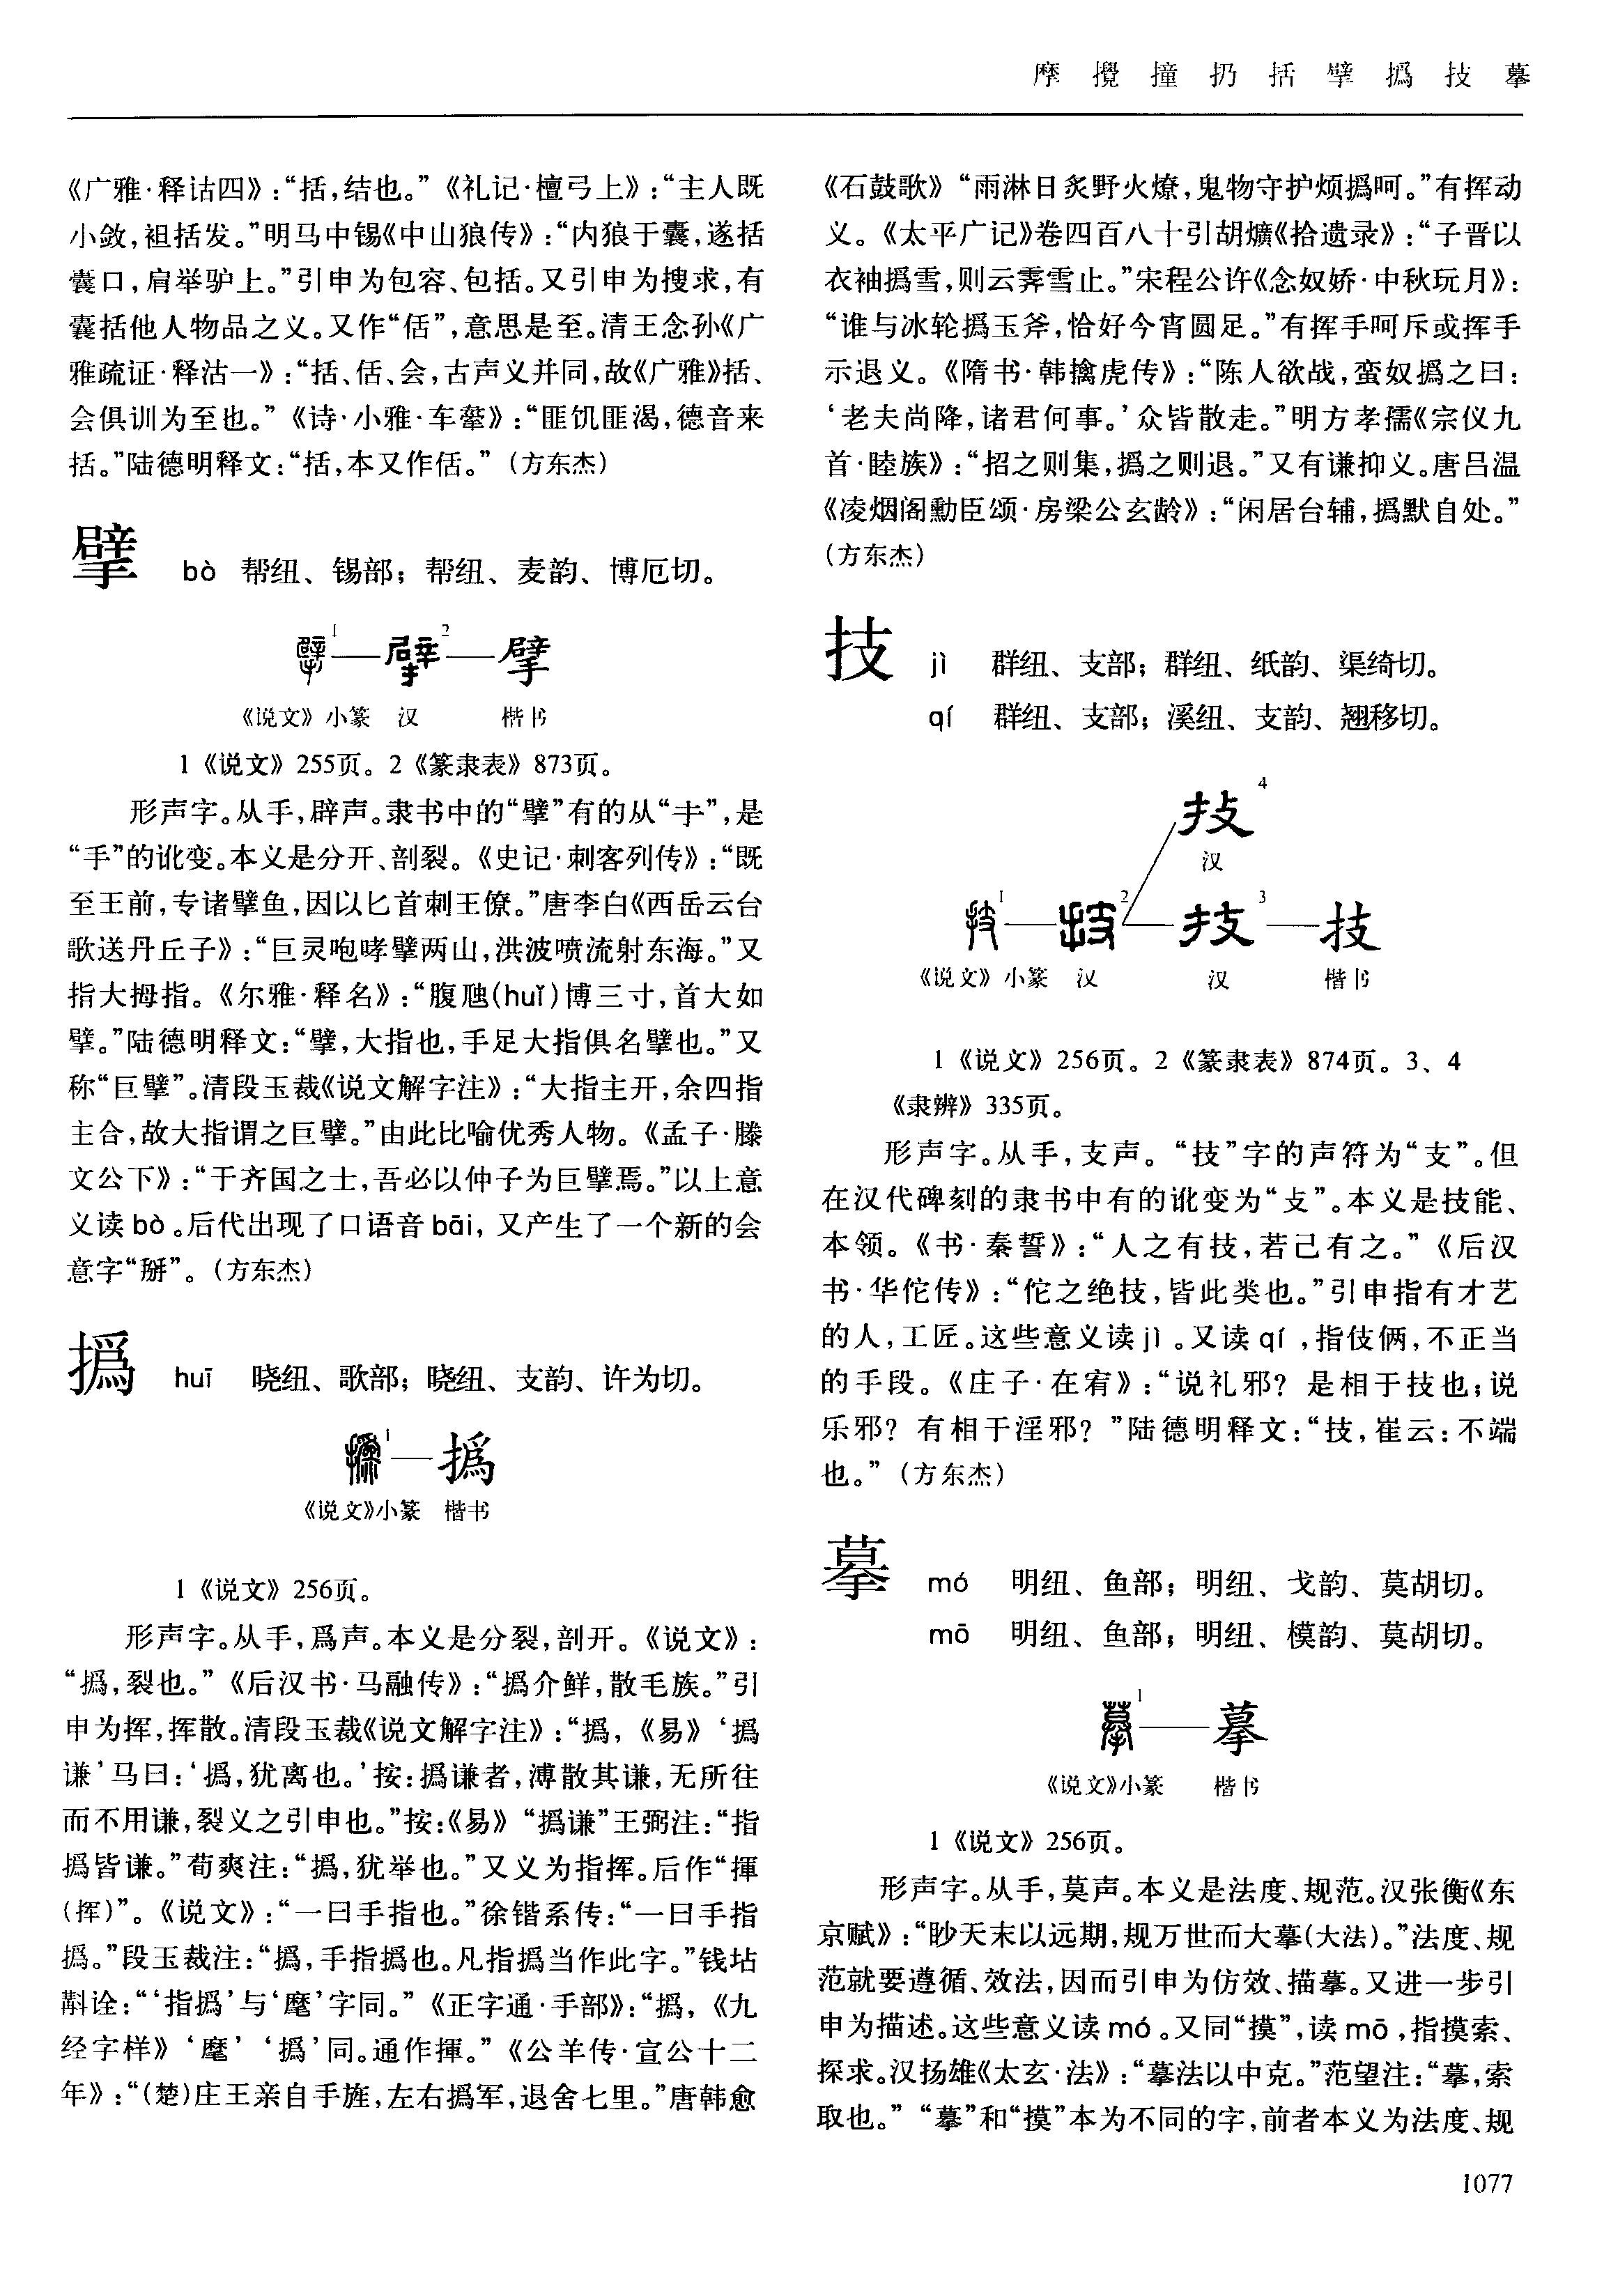 摩 攪 撞 扔 括 擘 撝 技 摹
《广雅·释诂四》:“括,结也。”《礼记·檀弓上》:“主人既
小敛,袒括发。”明马中锡《中山狼传》:“内狼于囊,遂括
囊口,肩举驴上。”引申为包容、包括。又引申为搜求,有
囊括他人物品之义。又作“佸”,意思是至。清王念孙《广
雅疏证·释诂一》:“括、佸、会,古声义并同,故《广雅》括、
会俱训为至也。”《诗·小雅·车舝》:“匪饥匪渴,德音来
括。”陆德明释文:“括,本又作佸。”(方东杰)
擘 bò 帮纽、锡部;帮纽、麦韵、博厄切。
擘1—擘2—擘
《说文》小篆 汉 楷书
1《说文》255页。2《篆隶表》873页。
形声字。从手,辟声。隶书中的“擘”有的从“𠂌”,是
“手”的讹变。本义是分开、剖裂。《史记·刺客列传》:“既
至王前,专诸擘鱼,因以匕首刺王僚。”唐李白《西岳云台
歌送丹丘子》:“巨灵咆哮擘两山,洪波喷流射东海。”又
指大拇指。《尔雅·释名》:“腹虺(huǐ)博三寸,首大如
擘。”陆德明释文:“擘,大指也,手足大指俱名擘也。”又
称“巨擘”。清段玉裁《说文解字注》:“大指主开,余四指
主合,故大指谓之巨擘。”由此比喻优秀人物。《孟子·滕
文公下》:“于齐国之士,吾必以仲子为巨擘焉。”以上意
义读bò。后代出现了口语音bāi,又产生了一个新的会
意字“掰”。(方东杰)
撝 huī 晓纽、歌部;晓纽、支韵、许为切。
撝1—撝
《说文》小篆 楷书
1《说文》256页。
形声字。从手,爲声。本义是分裂,剖开。《说文》:
“撝,裂也。”《后汉书·马融传》:“撝介鲜,散毛族。”引
申为挥,挥散。清段玉裁《说文解字注》:“撝,《易》‘撝
谦’马曰:‘撝,犹离也。’按:撝谦者,溥散其谦,无所往
而不用谦,裂义之引申也。”按:《易》“撝谦”王弼注:“指
撝皆谦。”荀爽注:“撝,犹举也。”又义为指挥。后作“揮
(挥)”。《说文》:“一曰手指也。”徐锴系传:“一曰手指
撝。”段玉裁注:“撝,手指撝也。凡指撝当作此字。”钱坫
斠诠:“‘指撝’与‘麾’字同。”《正字通·手部》:“撝,《九
经字样》‘麾’‘撝’同。通作揮。”《公羊传·宣公十二
年》:“(楚)庄王亲自手旌,左右撝军,退舍七里。”唐韩愈
《石鼓歌》“雨淋日炙野火燎,鬼物守护烦撝呵。”有挥动
义。《太平广记》卷四百八十引胡爌《拾遗录》:“子晋以
衣袖撝雪,则云霁雪止。”宋程公许《念奴娇·中秋玩月》:
“谁与冰轮撝玉斧,恰好今宵圆足。”有挥手呵斥或挥手
示退义。《隋书·韩擒虎传》:“陈人欲战,蛮奴撝之曰:
‘老夫尚降,诸君何事。’众皆散走。”明方孝孺《宗仪九
首·睦族》:“招之则集,撝之则退。”又有谦抑义。唐吕温
《凌烟阁勳臣颂·房梁公玄龄》:“闲居台辅,撝默自处。”
(方东杰)
技 jì 群纽、支部;群纽、纸韵、渠绮切。
qí 群纽、支部;溪纽、支韵、翘移切。
技4
汉
技1—技2—技3—技
《说文》小篆 汉 汉 楷书
1《说文》256页。2《篆隶表》874页。3、4
《隶辨》335页。
形声字。从手,支声。“技”字的声符为“支”。但
在汉代碑刻的隶书中有的讹变为“攴”。本义是技能、
本领。《书·秦誓》:“人之有技,若己有之。”《后汉
书·华佗传》:“佗之绝技,皆此类也。”引申指有才艺
的人,工匠。这些意义读jì。又读qí,指伎俩,不正当
的手段。《庄子·在宥》:“说礼邪?是相于技也;说
乐邪?有相于淫邪?”陆德明释文:“技,崔云:不端
也。”(方东杰)
摹 mó 明纽、鱼部;明纽、戈韵、莫胡切。
mō 明纽、鱼部;明纽、模韵、莫胡切。
摹1—摹
《说文》小篆 楷书
1《说文》256页。
形声字。从手,莫声。本义是法度、规范。汉张衡《东
京赋》:“眇天末以远期,规万世而大摹(大法)。”法度、规
范就要遵循、效法,因而引申为仿效、描摹。又进一步引
申为描述。这些意义读mó。又同“摸”,读mō,指摸索、
探求。汉扬雄《太玄·法》:“摹法以中克。”范望注:“摹,索
取也。”“摹”和“摸”本为不同的字,前者本义为法度、规
1077